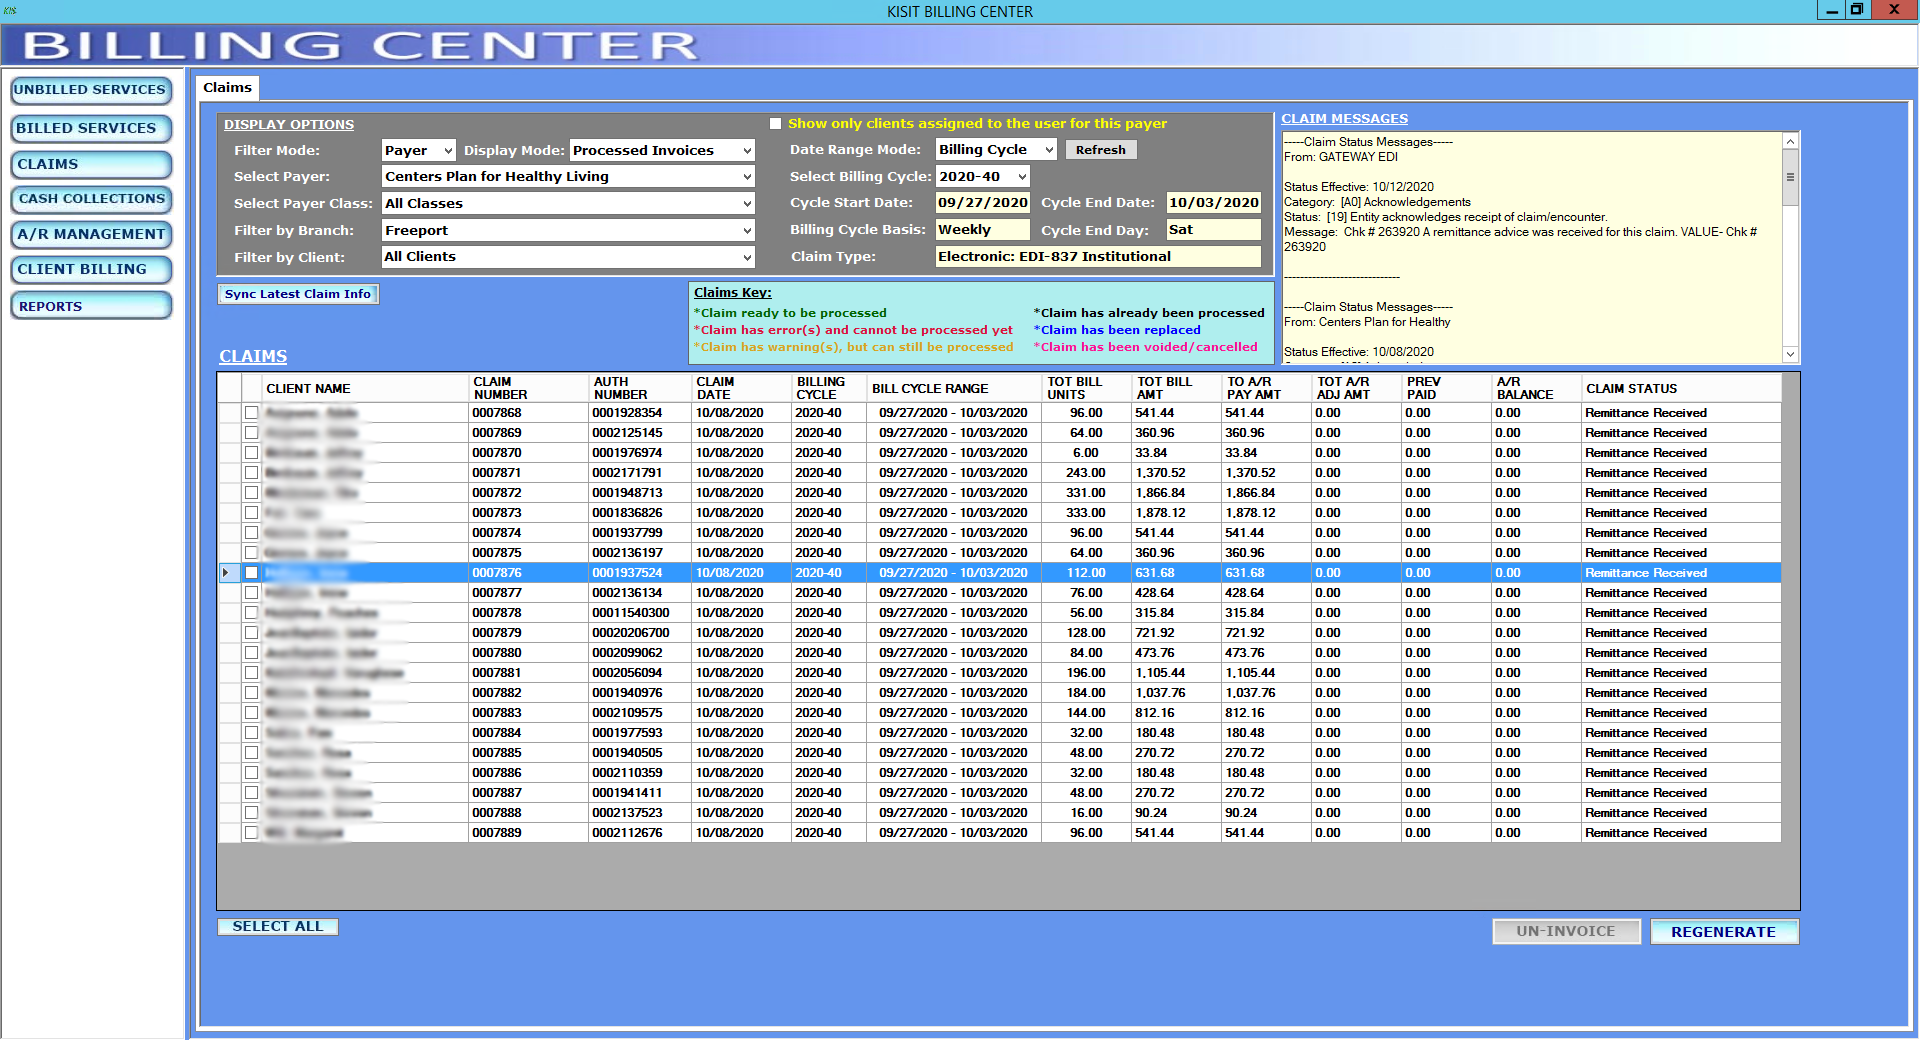 KIS
KISIT BILLING CENTER
BILLING CENTER
UNBILLED SERVICES
BILLED SERVICES
CLAIMS
CASH COLLECTIONS
A/R MANAGEMENT
CLIENT BILLING
REPORTS
Claims
DISPLAY OPTIONS
Show only clients assigned to the user for this payer
Filter Mode: Payer Display Mode: Processed Invoices Date Range Mode: Billing Cycle Refresh
Select Payer: Centers Plan for Healthy Living Select Billing Cycle: 2020-40
Select Payer Class: All Classes Cycle Start Date: 09/27/2020 Cycle End Date: 10/03/2020
Filter by Branch: Freeport Billing Cycle Basis: Weekly Cycle End Day: Sat
Filter by Client: All Clients Claim Type: Electronic: EDI-837 Institutional
CLAIM MESSAGES
-----Claim Status Messages-----
From: GATEWAY EDI
Status Effective: 10/12/2020
Category: [A0] Acknowledgements
Status: [19] Entity acknowledges receipt of claim/encounter.
Message: Chk # 263920 A remittance advice was received for this claim. VALUE- Chk #
263920
-----------------------------
-----Claim Status Messages-----
From: Centers Plan for Healthy
Status Effective: 10/08/2020
Sync Latest Claim Info
Claims Key:
*Claim ready to be processed *Claim has already been processed
*Claim has error(s) and cannot be processed yet *Claim has been replaced
*Claim has warning(s), but can still be processed *Claim has been voided/cancelled
CLAIMS
CLIENT NAME CLAIM NUMBER AUTH NUMBER CLAIM DATE BILLING CYCLE BILL CYCLE RANGE TOT BILL UNITS TOT BILL AMT TO A/R PAY AMT TOT A/R ADJ AMT PREV PAID A/R BALANCE CLAIM STATUS
0007868 0001928354 10/08/2020 2020-40 09/27/2020 - 10/03/2020 96.00 541.44 541.44 0.00 0.00 0.00 Remittance Received
0007869 0002125145 10/08/2020 2020-40 09/27/2020 - 10/03/2020 64.00 360.96 360.96 0.00 0.00 0.00 Remittance Received
0007870 0001976974 10/08/2020 2020-40 09/27/2020 - 10/03/2020 6.00 33.84 33.84 0.00 0.00 0.00 Remittance Received
0007871 0002171791 10/08/2020 2020-40 09/27/2020 - 10/03/2020 243.00 1,370.52 1,370.52 0.00 0.00 0.00 Remittance Received
0007872 0001948713 10/08/2020 2020-40 09/27/2020 - 10/03/2020 331.00 1,866.84 1,866.84 0.00 0.00 0.00 Remittance Received
0007873 0001836826 10/08/2020 2020-40 09/27/2020 - 10/03/2020 333.00 1,878.12 1,878.12 0.00 0.00 0.00 Remittance Received
0007874 0001937799 10/08/2020 2020-40 09/27/2020 - 10/03/2020 96.00 541.44 541.44 0.00 0.00 0.00 Remittance Received
0007875 0002136197 10/08/2020 2020-40 09/27/2020 - 10/03/2020 64.00 360.96 360.96 0.00 0.00 0.00 Remittance Received
0007876 0001937524 10/08/2020 2020-40 09/27/2020 - 10/03/2020 112.00 631.68 631.68 0.00 0.00 0.00 Remittance Received
0007877 0002136134 10/08/2020 2020-40 09/27/2020 - 10/03/2020 76.00 428.64 428.64 0.00 0.00 0.00 Remittance Received
0007878 00011540300 10/08/2020 2020-40 09/27/2020 - 10/03/2020 56.00 315.84 315.84 0.00 0.00 0.00 Remittance Received
0007879 00020206700 10/08/2020 2020-40 09/27/2020 - 10/03/2020 128.00 721.92 721.92 0.00 0.00 0.00 Remittance Received
0007880 0002099062 10/08/2020 2020-40 09/27/2020 - 10/03/2020 84.00 473.76 473.76 0.00 0.00 0.00 Remittance Received
0007881 0002056094 10/08/2020 2020-40 09/27/2020 - 10/03/2020 196.00 1,105.44 1,105.44 0.00 0.00 0.00 Remittance Received
0007882 0001940976 10/08/2020 2020-40 09/27/2020 - 10/03/2020 184.00 1,037.76 1,037.76 0.00 0.00 0.00 Remittance Received
0007883 0002109575 10/08/2020 2020-40 09/27/2020 - 10/03/2020 144.00 812.16 812.16 0.00 0.00 0.00 Remittance Received
0007884 0001977593 10/08/2020 2020-40 09/27/2020 - 10/03/2020 32.00 180.48 180.48 0.00 0.00 0.00 Remittance Received
0007885 0001940505 10/08/2020 2020-40 09/27/2020 - 10/03/2020 48.00 270.72 270.72 0.00 0.00 0.00 Remittance Received
0007886 0002110359 10/08/2020 2020-40 09/27/2020 - 10/03/2020 32.00 180.48 180.48 0.00 0.00 0.00 Remittance Received
0007887 0001941411 10/08/2020 2020-40 09/27/2020 - 10/03/2020 48.00 270.72 270.72 0.00 0.00 0.00 Remittance Received
0007888 0002137523 10/08/2020 2020-40 09/27/2020 - 10/03/2020 16.00 90.24 90.24 0.00 0.00 0.00 Remittance Received
0007889 0002112676 10/08/2020 2020-40 09/27/2020 - 10/03/2020 96.00 541.44 541.44 0.00 0.00 0.00 Remittance Received
SELECT ALL
UN-INVOICE
REGENERATE